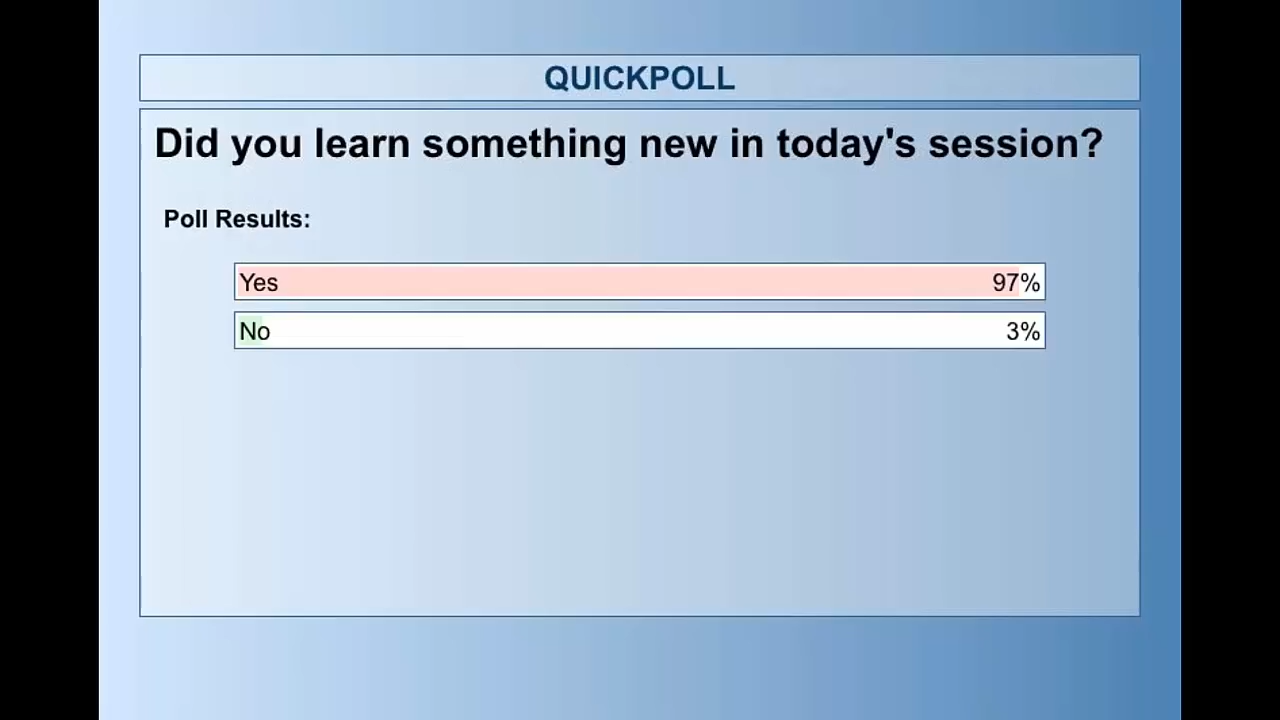 QUICKPOLL
Did you learn something new in today's session?
Poll Results:
Yes 97%
No 3%